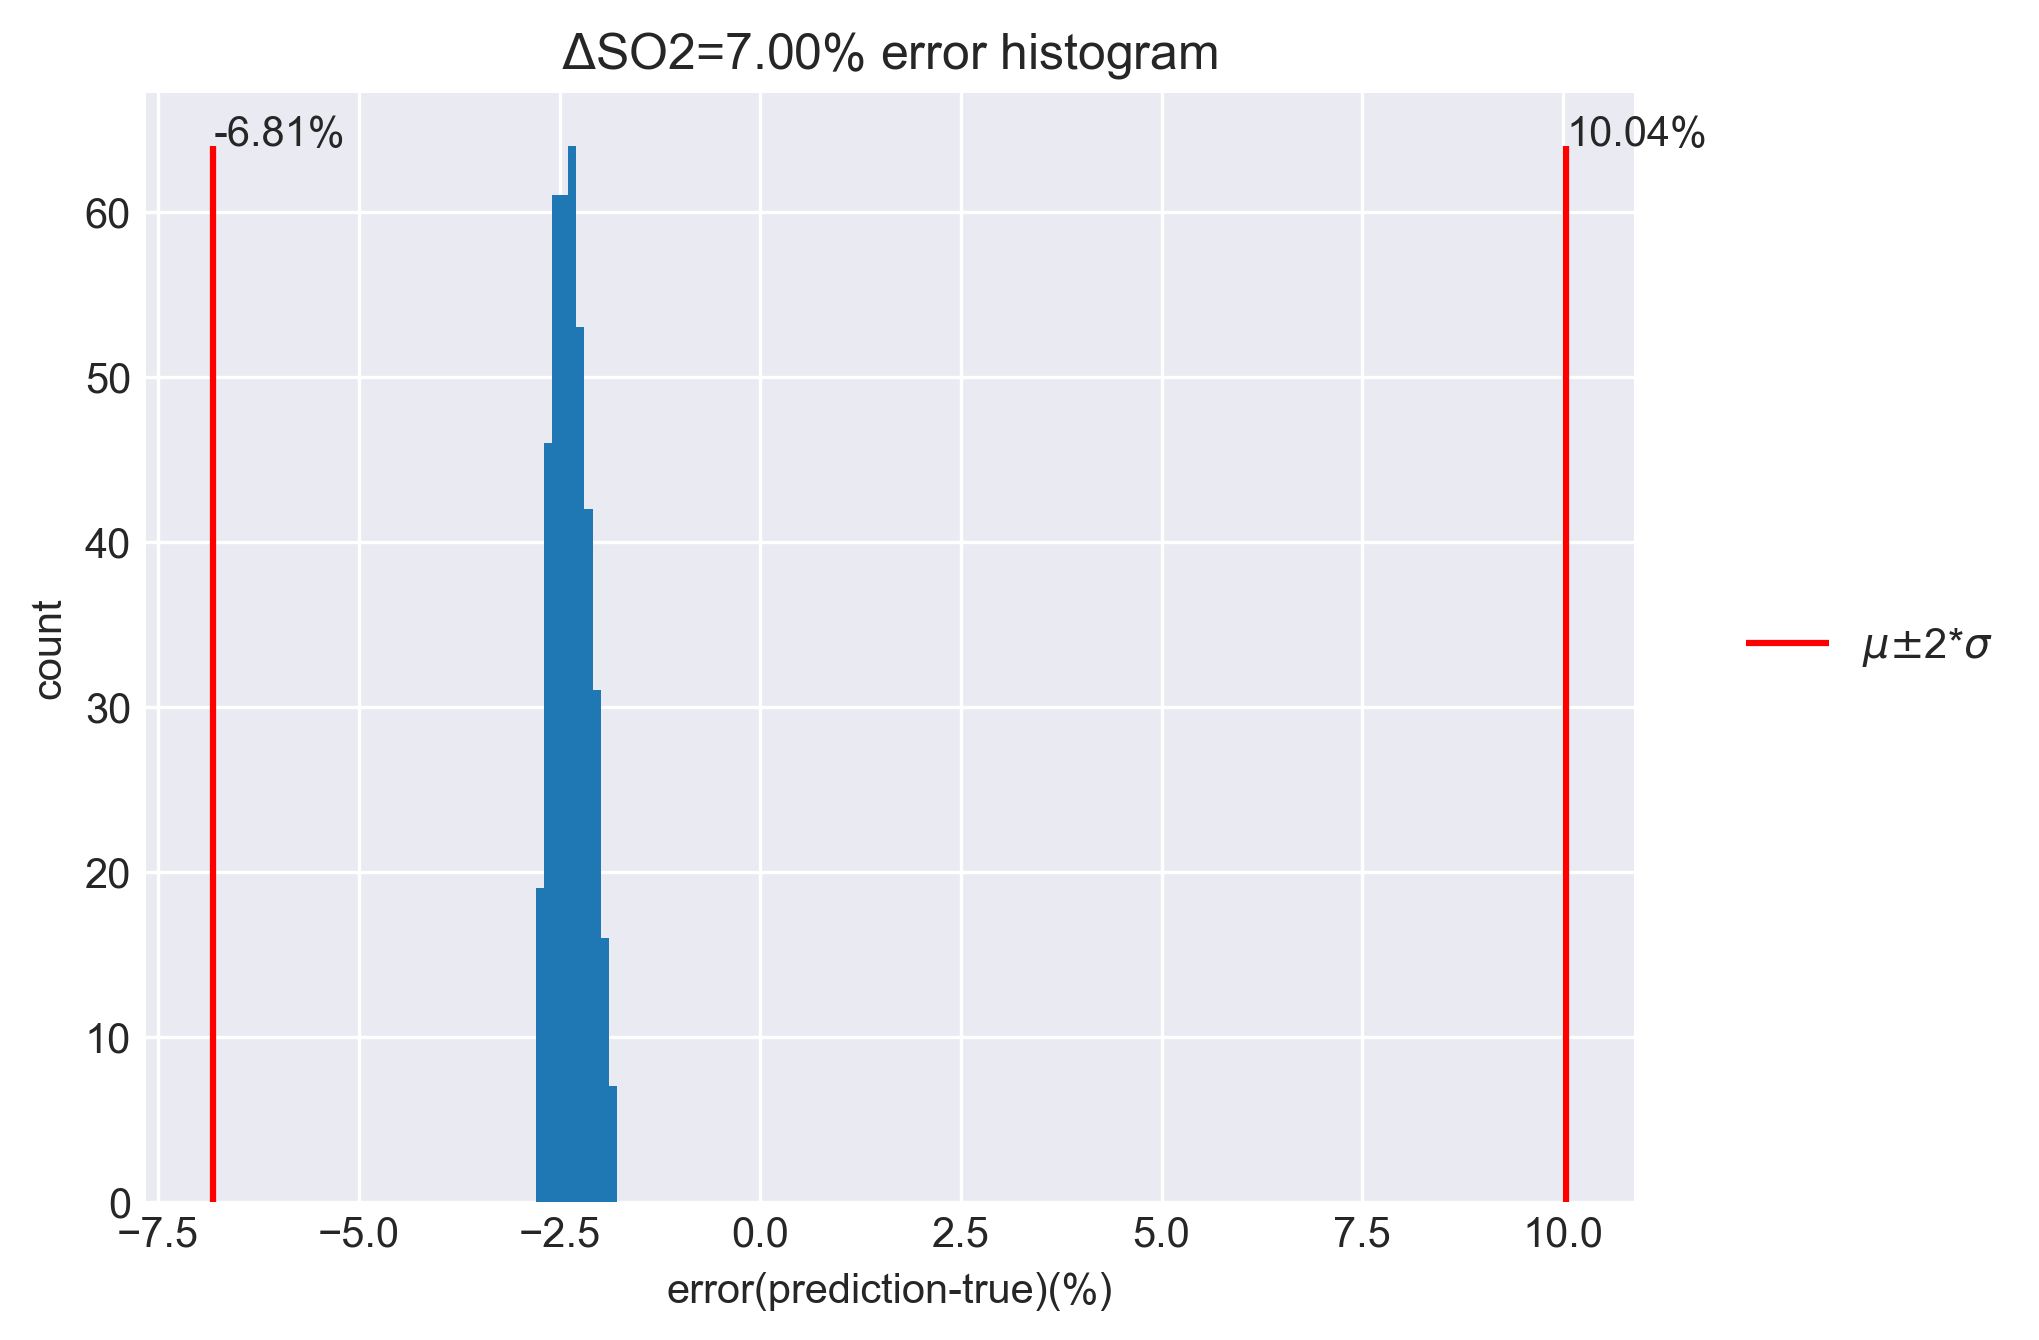 ΔSO2=7.00% error histogram
-6.81%
10.04%
60
50
40
30
20
10
0
count
μ±2*σ
−7.5 −5.0 −2.5 0.0 2.5 5.0 7.5 10.0
error(prediction-true)(%)